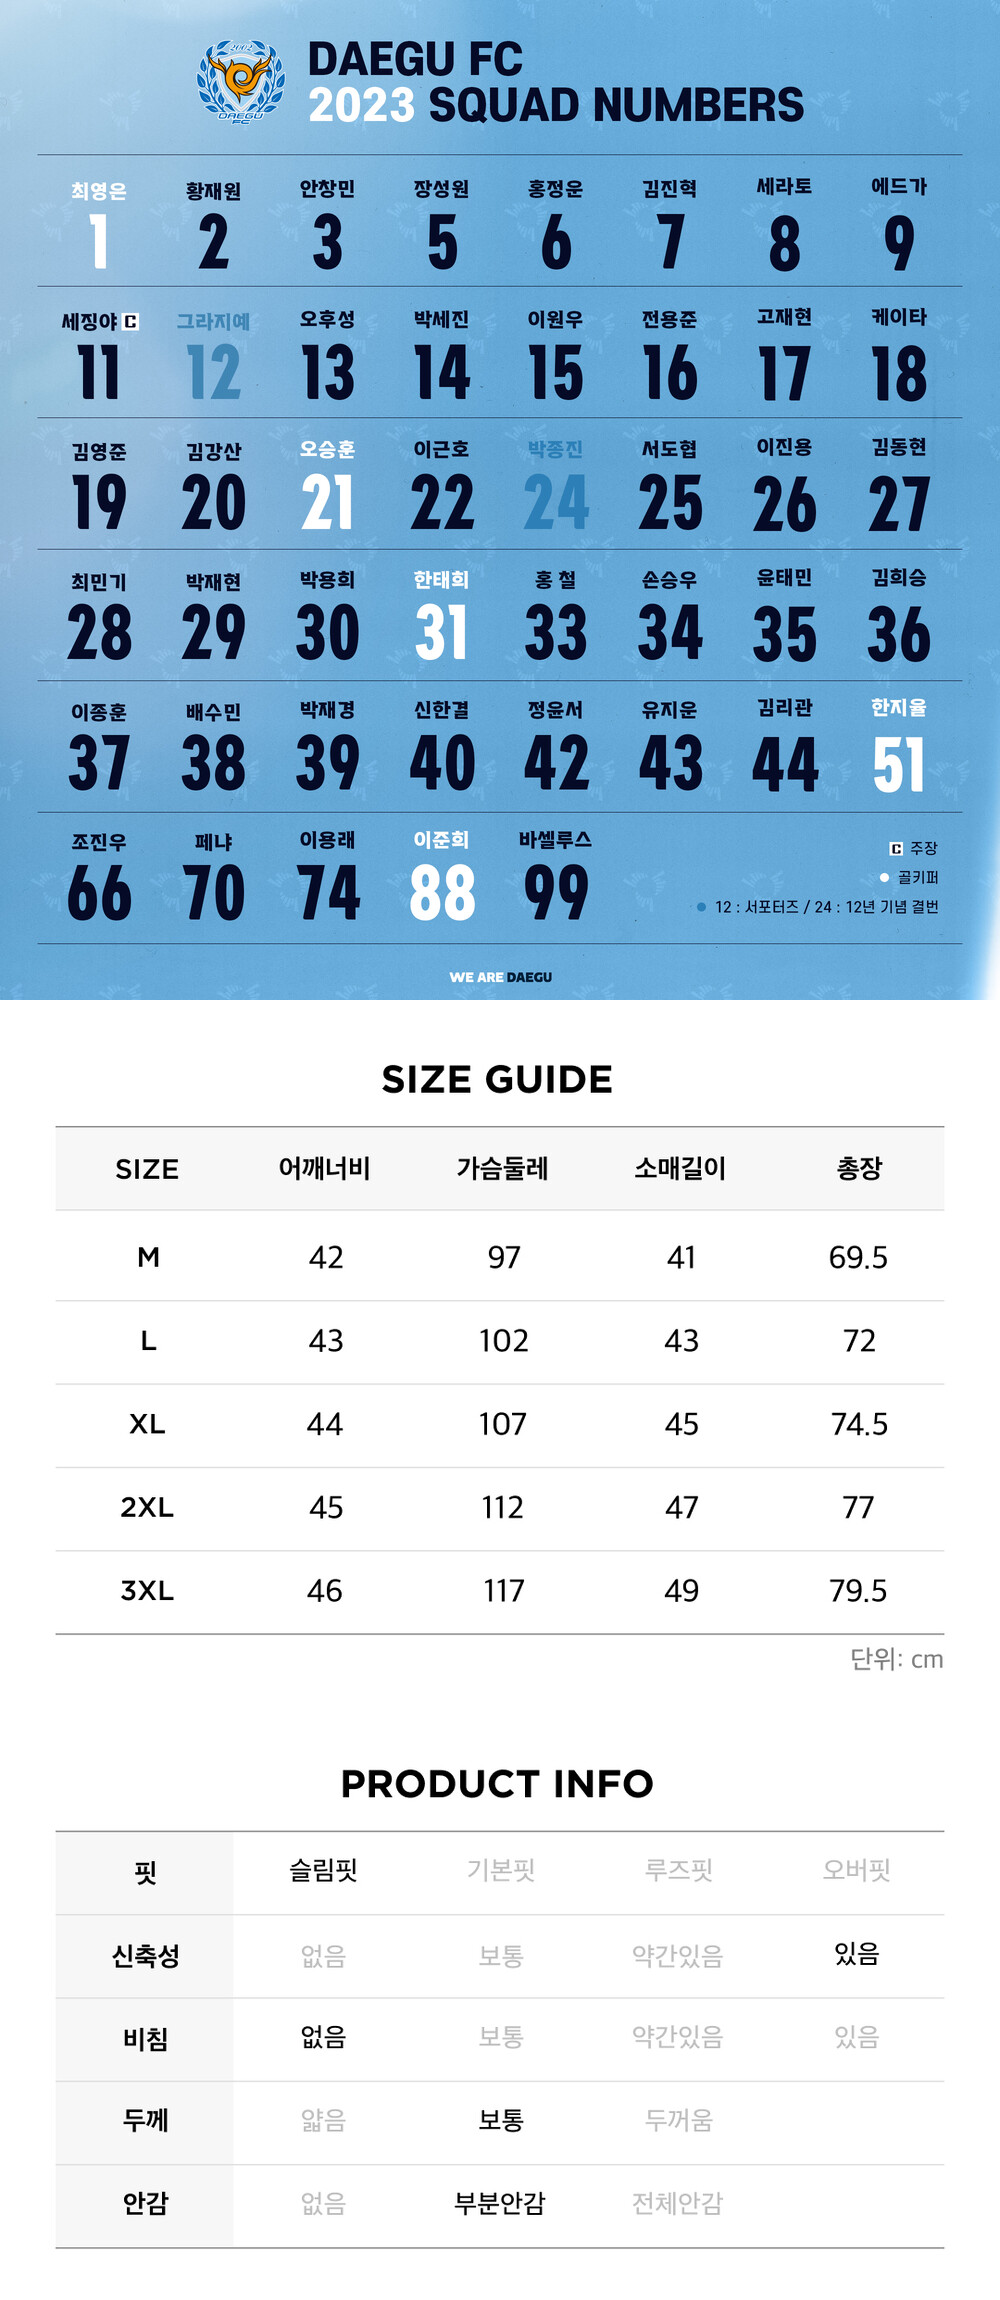 2002
DAEGU
FC
DAEGU FC
2023 SQUAD NUMBERS
최영은 황재원 안창민 장성원 홍정운 김진혁 세라토 에드가
1 2 3 5 6 7 8 9
세징야 C 그라지예 오후성 박세진 이원우 전용준 고재현 케이타
11 12 13 14 15 16 17 18
김영준 김강산 오승훈 이근호 박종진 서도협 이진용 김동현
19 20 21 22 24 25 26 27
최민기 박재현 박용희 한태희 홍 철 손승우 윤태민 김희승
28 29 30 31 33 34 35 36
이종훈 배수민 박재경 신한결 정윤서 유지운 김리관 한지율
37 38 39 40 42 43 44 51
조진우 페냐 이용래 이준희 바셀루스
66 70 74 88 99
C 주장
골키퍼
12 : 서포터즈 / 24 : 12년 기념 결번
WE ARE DAEGU
SIZE GUIDE
SIZE 어깨너비 가슴둘레 소매길이 총장
M 42 97 41 69.5
L 43 102 43 72
XL 44 107 45 74.5
2XL 45 112 47 77
3XL 46 117 49 79.5
단위: cm
PRODUCT INFO
핏 슬림핏 기본핏 루즈핏 오버핏
신축성 없음 보통 약간있음 있음
비침 없음 보통 약간있음 있음
두께 얇음 보통 두꺼움
안감 없음 부분안감 전체안감